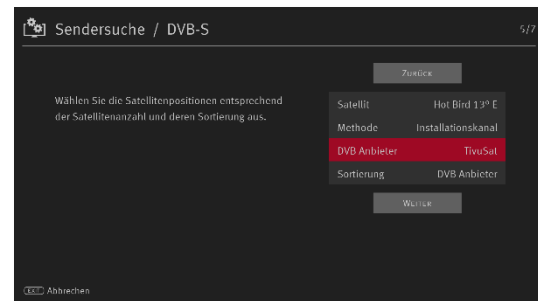 Sendersuche / DVB-S
5/7
Zurück
Wählen Sie die Satellitenpositionen entsprechend
der Satellitenanzahl und deren Sortierung aus.
Satellit Hot Bird 13° E
Methode Installationskanal
DVB Anbieter TivuSat
Sortierung DVB Anbieter
Weiter
EXIT Abbrechen